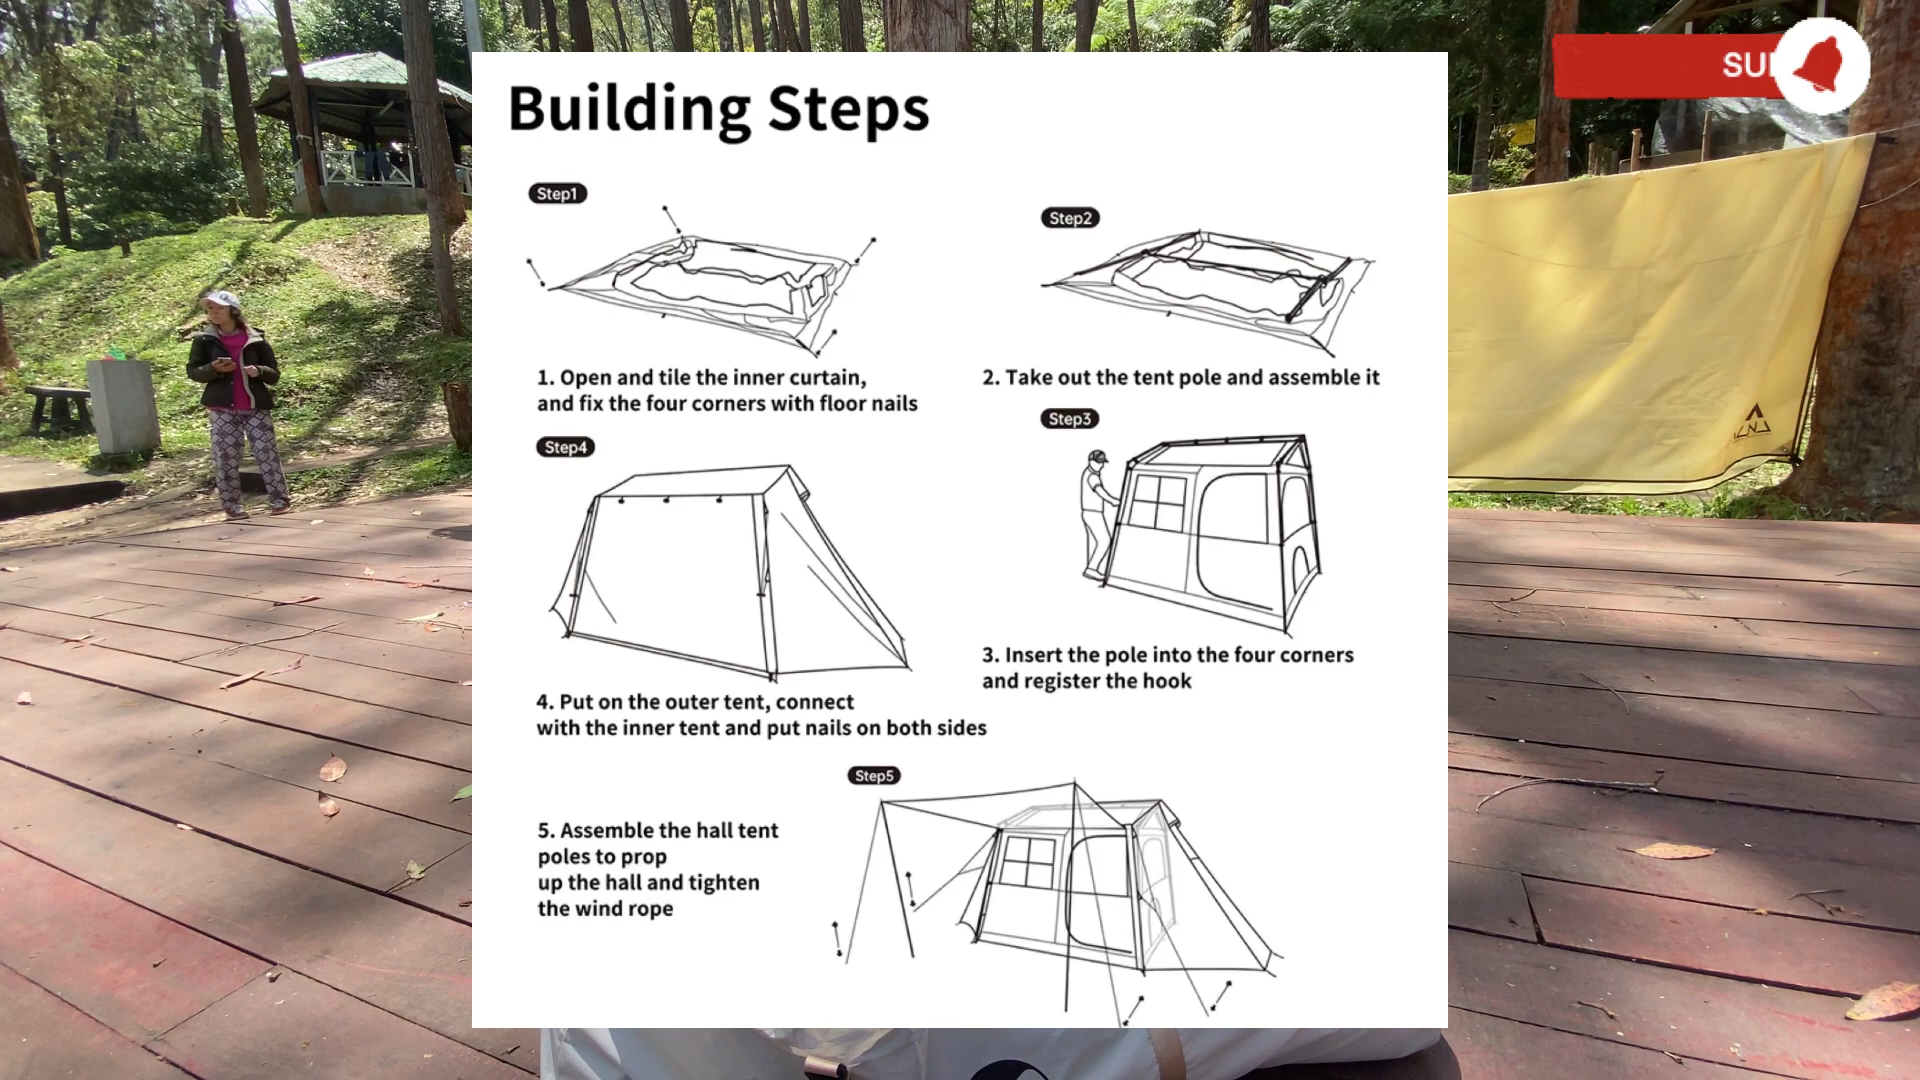 SU
Building Steps
Step1
1. Open and tile the inner curtain,
and fix the four corners with floor nails
Step2
2. Take out the tent pole and assemble it
Step3
3. Insert the pole into the four corners
and register the hook
Step4
4. Put on the outer tent, connect
with the inner tent and put nails on both sides
Step5
5. Assemble the hall tent
poles to prop
up the hall and tighten
the wind rope